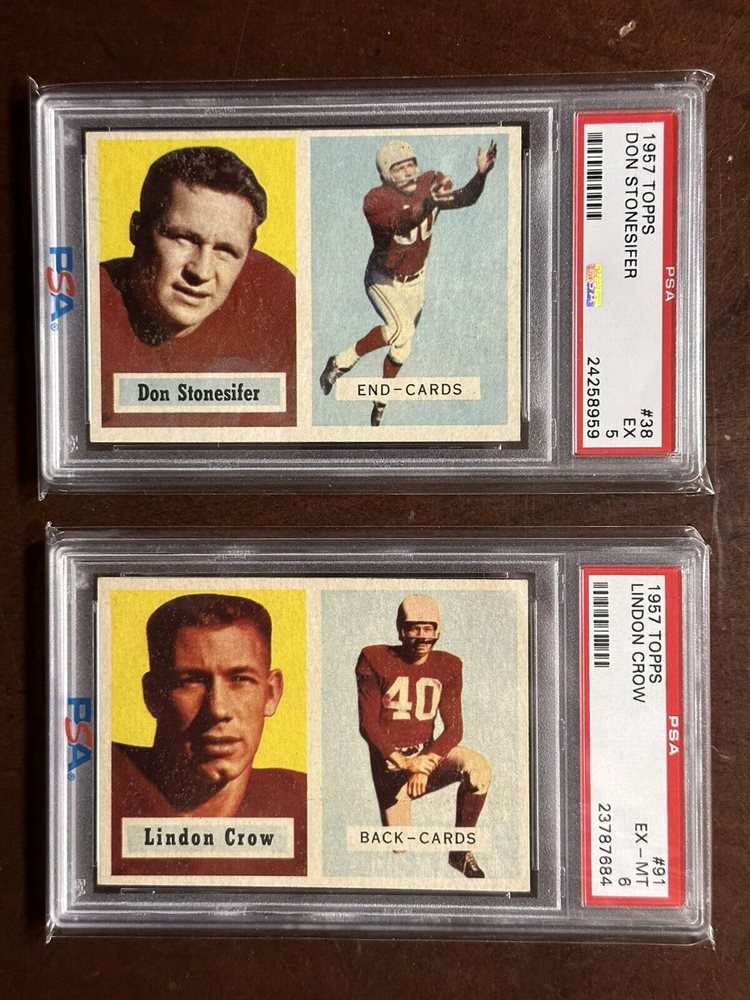 PSA
Don Stonesifer
END-CARDS
1957 TOPPS
DON STONESIFER
PSA
#38
EX
5
24258959
PSA
Lindon Crow
40
BACK-CARDS
1957 TOPPS
LINDON CROW
PSA
#91
EX-MT
6
23787684